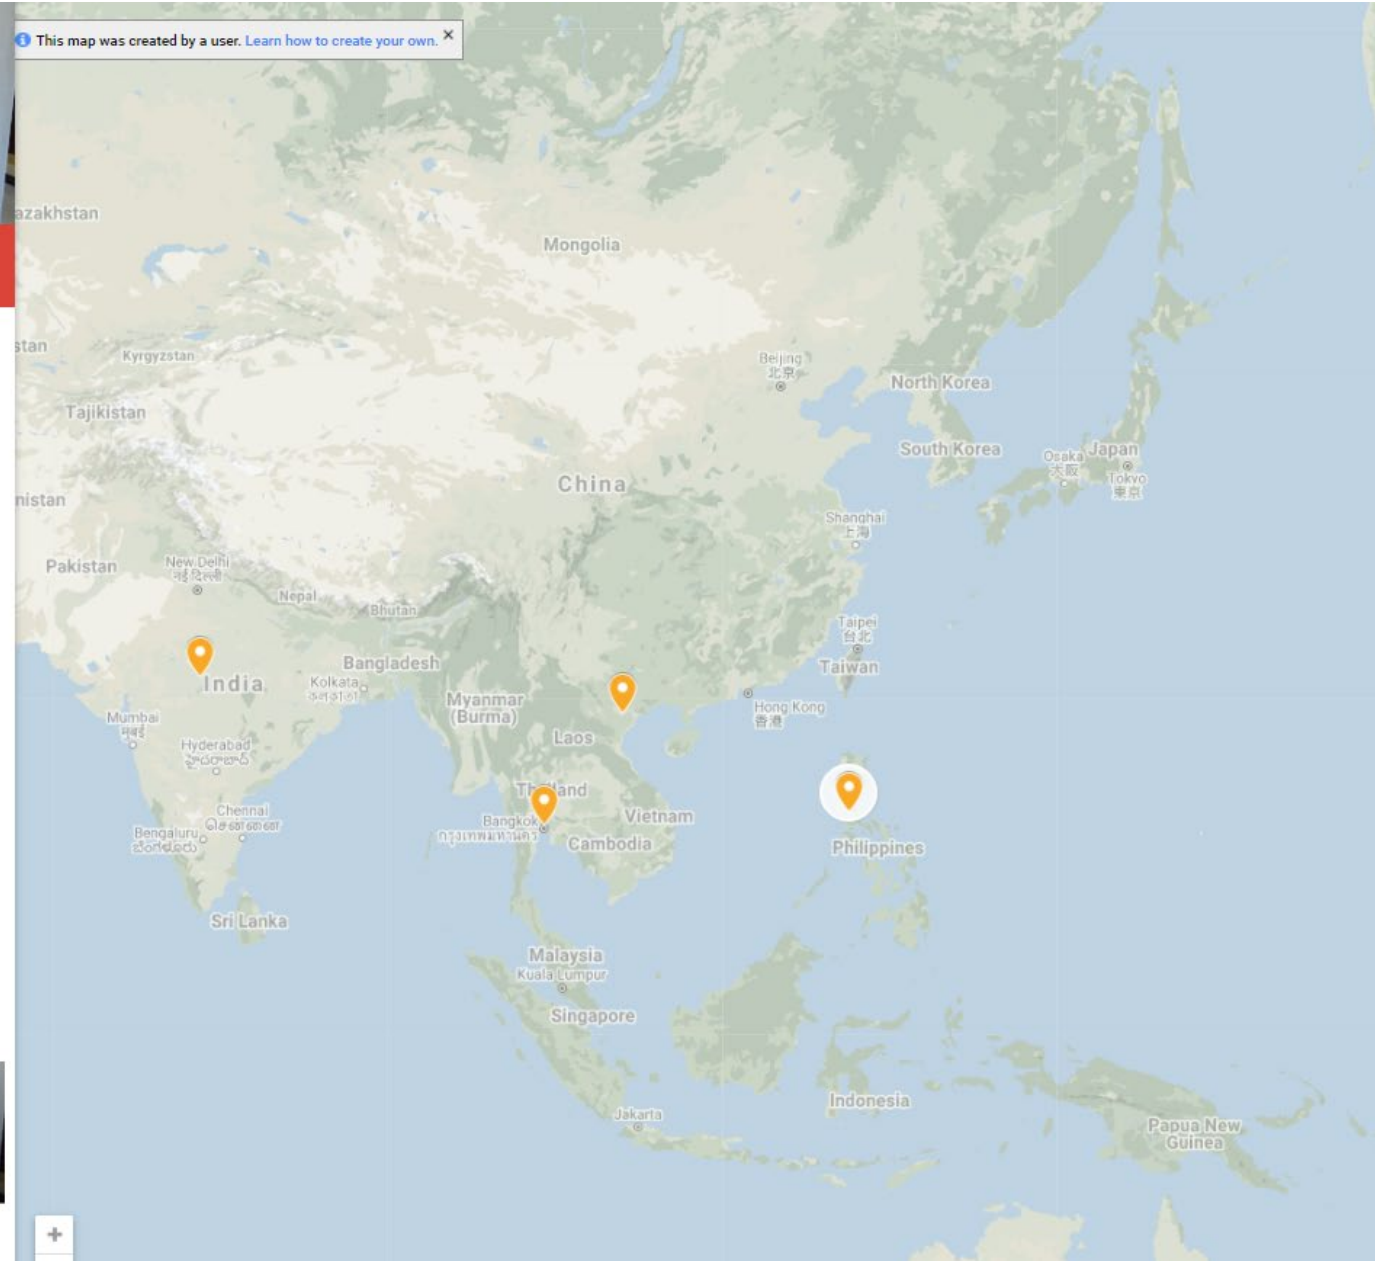 This map was created by a user. Learn how to create your own.
azakhstan
Mongolia
stan
Kyrgyzstan
Beijing
北京
North Korea
Tajikistan
South Korea
Osaka
大阪
Japan
Tokyo
東京
China
nistan
Shanghai
上海
Pakistan
New Delhi
नई दिल्ली
Nepal
Bhutan
Taipei
台北
Bangladesh
Taiwan
India
Kolkata
Myanmar
(Burma)
Mumbai
मुंबई
Hong Kong
香港
Laos
Hyderabad
హైదరాబాద్
Thailand
Chennai
சென்னை
Bangkok
กรุงเทพมหานคร
Vietnam
Bengaluru
ಬೆಂಗಳೂರು
Cambodia
Philippines
Sri Lanka
Malaysia
Kuala Lumpur
Singapore
Indonesia
Jakarta
Papua New
Guinea